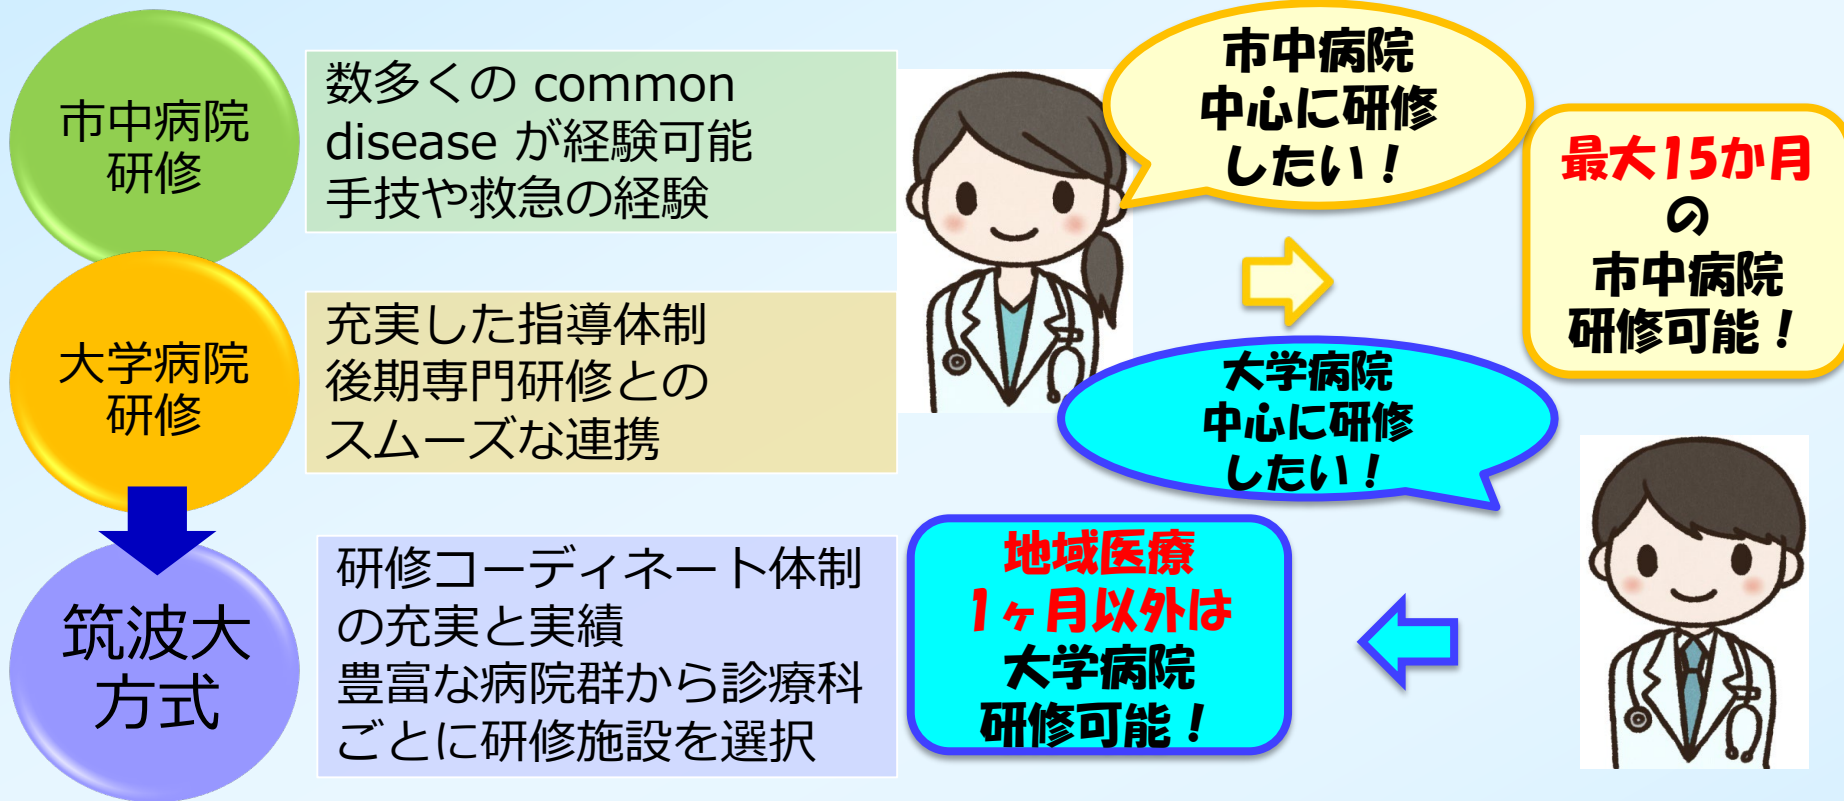 市中病院
研修
数多くの common
disease が経験可能
手技や救急の経験
大学病院
研修
充実した指導体制
後期専門研修との
スムーズな連携
筑波大
方式
研修コーディネート体制
の充実と実績
豊富な病院群から診療科
ごとに研修施設を選択
市中病院
中心に研修
したい！
最大15か月
の
市中病院
研修可能！
大学病院
中心に研修
したい！
地域医療
1ヶ月以外は
大学病院
研修可能！